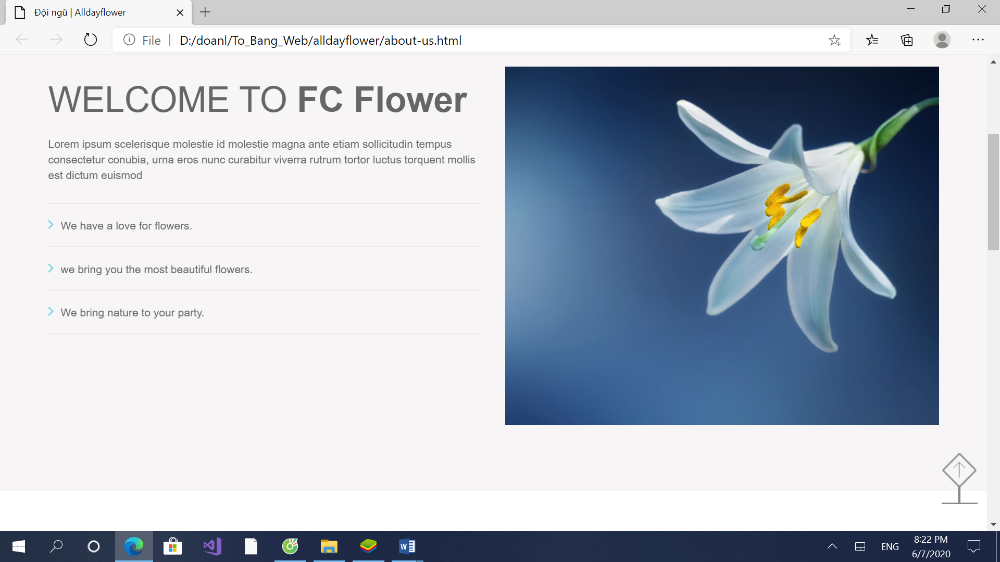 Đội ngũ | Alldayflower
File
D:/doanl/To_Bang_Web/alldayflower/about-us.html
WELCOME TO FC Flower
Lorem ipsum scelerisque molestie id molestie magna ante etiam sollicitudin tempus
consectetur conubia, urna eros nunc curabitur viverra rutrum tortor luctus torquent mollis
est dictum euismod
We have a love for flowers.
we bring you the most beautiful flowers.
We bring nature to your party.
ENG
8:22 PM
6/7/2020